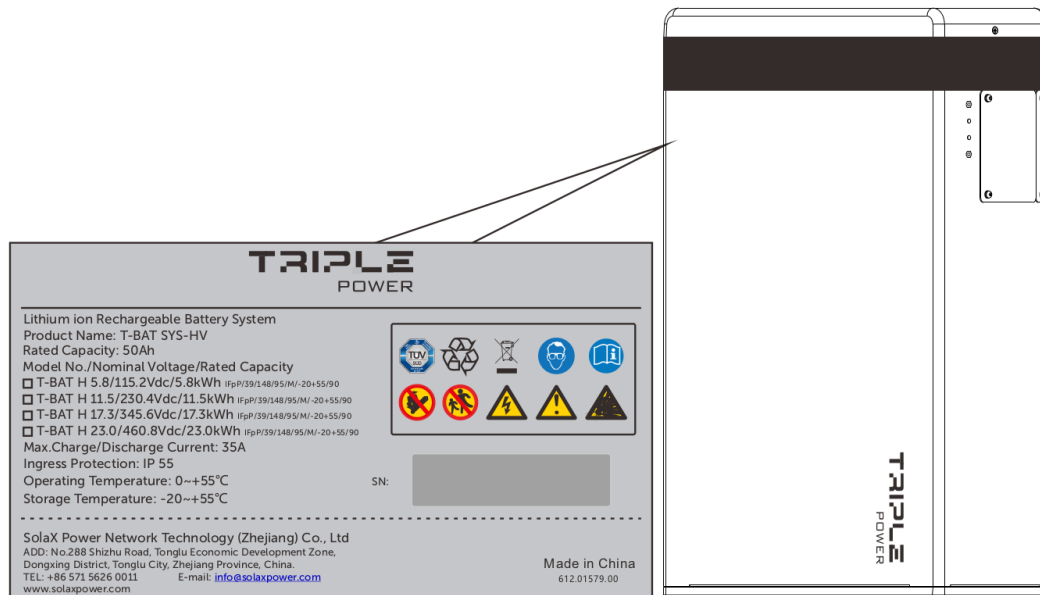 TRIPLE
POWER
Lithium ion Rechargeable Battery System
Product Name: T-BAT SYS-HV
Rated Capacity: 50Ah
Model No./Nominal Voltage/Rated Capacity
T-BAT H 5.8/115.2Vdc/5.8kWh IFpP/39/148/95/M/-20+55/90
T-BAT H 11.5/230.4Vdc/11.5kWh IFpP/39/148/95/M/-20+55/90
T-BAT H 17.3/345.6Vdc/17.3kWh IFpP/39/148/95/M/-20+55/90
T-BAT H 23.0/460.8Vdc/23.0kWh IFpP/39/148/95/M/-20+55/90
Max.Charge/Discharge Current: 35A
Ingress Protection: IP 55
Operating Temperature: 0~+55℃
Storage Temperature: -20~+55℃
TÜV
SUD
SN:
SolaX Power Network Technology (Zhejiang) Co., Ltd
ADD: No.288 Shizhu Road, Tonglu Economic Development Zone,
Dongxing District, Tonglu City, Zhejiang Province, China.
TEL: +86 571 5626 0011 E-mail: info@solaxpower.com
www.solaxpower.com
Made in China
612.01579.00
TRIPLE
POWER